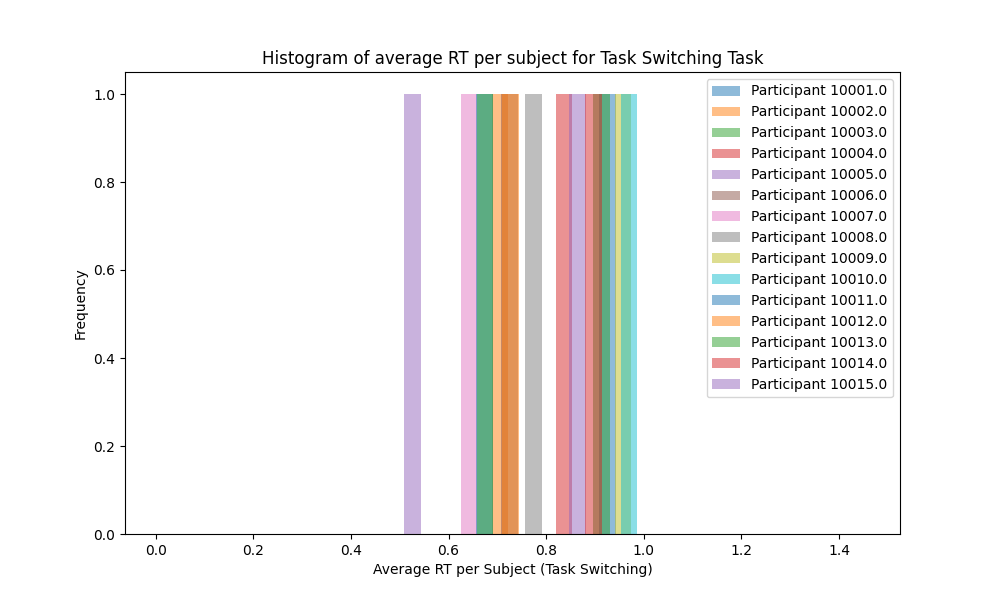 Histogram of average RT per subject for Task Switching Task
1.0
0.8
0.6
0.4
0.2
0.0
Frequency
0.0 0.2 0.4 0.6 0.8 1.0 1.2 1.4
Average RT per Subject (Task Switching)
Participant 10001.0
Participant 10002.0
Participant 10003.0
Participant 10004.0
Participant 10005.0
Participant 10006.0
Participant 10007.0
Participant 10008.0
Participant 10009.0
Participant 10010.0
Participant 10011.0
Participant 10012.0
Participant 10013.0
Participant 10014.0
Participant 10015.0